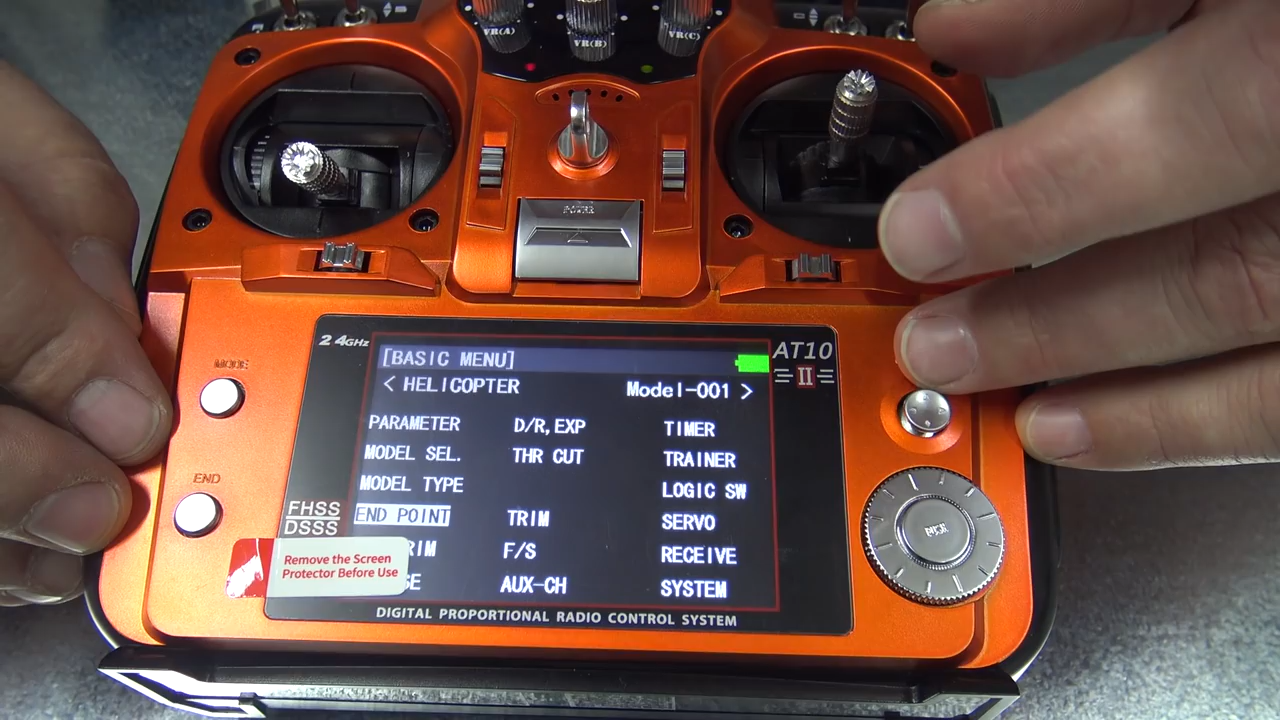 VR(A) VR(B) VR(C)
POWER
MODE
END
2.4GHz
[BASIC MENU]
AT10
II
< HELICOPTER Model-001 >
PARAMETER D/R,EXP TIMER
MODEL SEL. THR CUT TRAINER
MODEL TYPE LOGIC SW
END POINT TRIM SERVO
F/S RECEIVE
AUX-CH SYSTEM
FHSS
DSSS
Remove the Screen
Protector Before Use
PUSH
DIGITAL PROPORTIONAL RADIO CONTROL SYSTEM